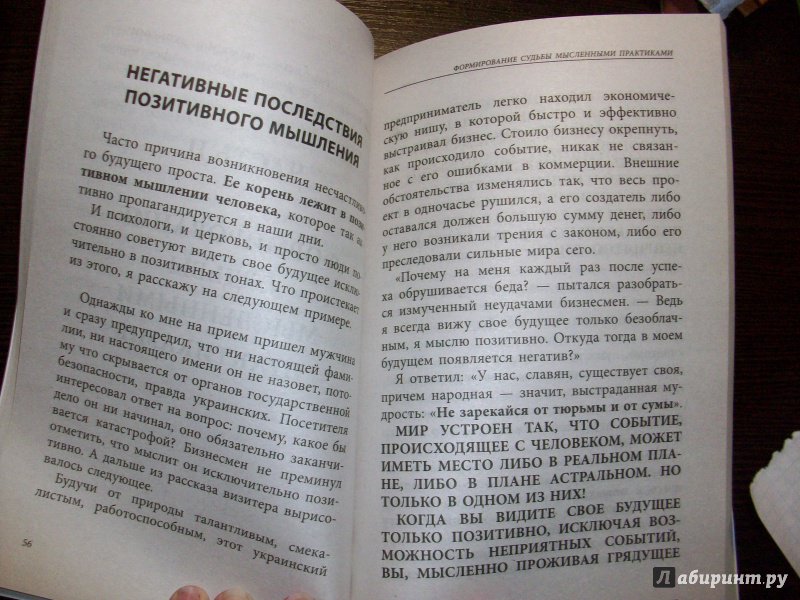 НЕГАТИВНЫЕ ПОСЛЕДСТВИЯ
ПОЗИТИВНОГО МЫШЛЕНИЯ
Часто причина возникновения несчастливо-
го будущего проста. Ее корень лежит в пози-
тивном мышлении человека, которое так ак-
тивно пропагандируется в наши дни.
И психологи, и церковь, и просто люди по-
стоянно советуют видеть свое будущее исклю-
чительно в позитивных тонах. Что проистекает
из этого, я расскажу на следующем примере.
Однажды ко мне на прием пришел мужчина
и сразу предупредил, что ни настоящей фами-
лии, ни настоящего имени он не назовет, пото-
му что скрывается от органов государственной
безопасности, правда украинских. Посетителя
интересовал ответ на вопрос: почему, какое бы
дело он ни начинал, оно обязательно заканчи-
вается катастрофой? Бизнесмен не преминул
отметить, что мыслит он исключительно пози-
тивно. А дальше из рассказа визитера вырисо-
валось следующее.
Будучи от природы талантливым, смека-
листым, работоспособным, этот украинский
56
ФОРМИРОВАНИЕ СУДЬБЫ МЫСЛЕННЫМИ ПРАКТИКАМИ
предприниматель легко находил экономиче-
скую нишу, в которой быстро и эффективно
выстраивал бизнес. Стоило бизнесу окрепнуть,
как происходило событие, никак не связан-
ное с его ошибками в коммерции. Внешние
обстоятельства изменялись так, что весь про-
ект в одночасье рушился, а его создатель либо
оставался должен большую сумму денег, либо
у него возникали трения с законом, либо его
преследовали сильные мира сего.
«Почему на меня каждый раз после успе-
ха обрушивается беда? — пытался разобрать-
ся измученный неудачами бизнесмен. — Ведь
я всегда вижу свое будущее только безоблач-
ным, я мыслю позитивно. Откуда тогда в моем
будущем появляется негатив?»
Я ответил: «У нас, славян, существует своя,
причем народная — значит, выстраданная му-
дрость: «Не зарекайся от тюрьмы и от сумы».
МИР УСТРОЕН ТАК, ЧТО СОБЫТИЕ,
ПРОИСХОДЯЩЕЕ С ЧЕЛОВЕКОМ, МОЖЕТ
ИМЕТЬ МЕСТО ЛИБО В РЕАЛЬНОМ ПЛА-
НЕ, ЛИБО В ПЛАНЕ АСТРАЛЬНОМ. НО
ТОЛЬКО В ОДНОМ ИЗ НИХ!
КОГДА ВЫ ВИДИТЕ СВОЕ БУДУЩЕЕ
ТОЛЬКО ПОЗИТИВНО, ИСКЛЮЧАЯ ВОЗ-
МОЖНОСТЬ НЕПРИЯТНЫХ СОБЫТИЙ,
ВЫ, МЫСЛЕННО ПРОЖИВАЯ ГРЯДУЩЕЕ
Лабиринт.ру